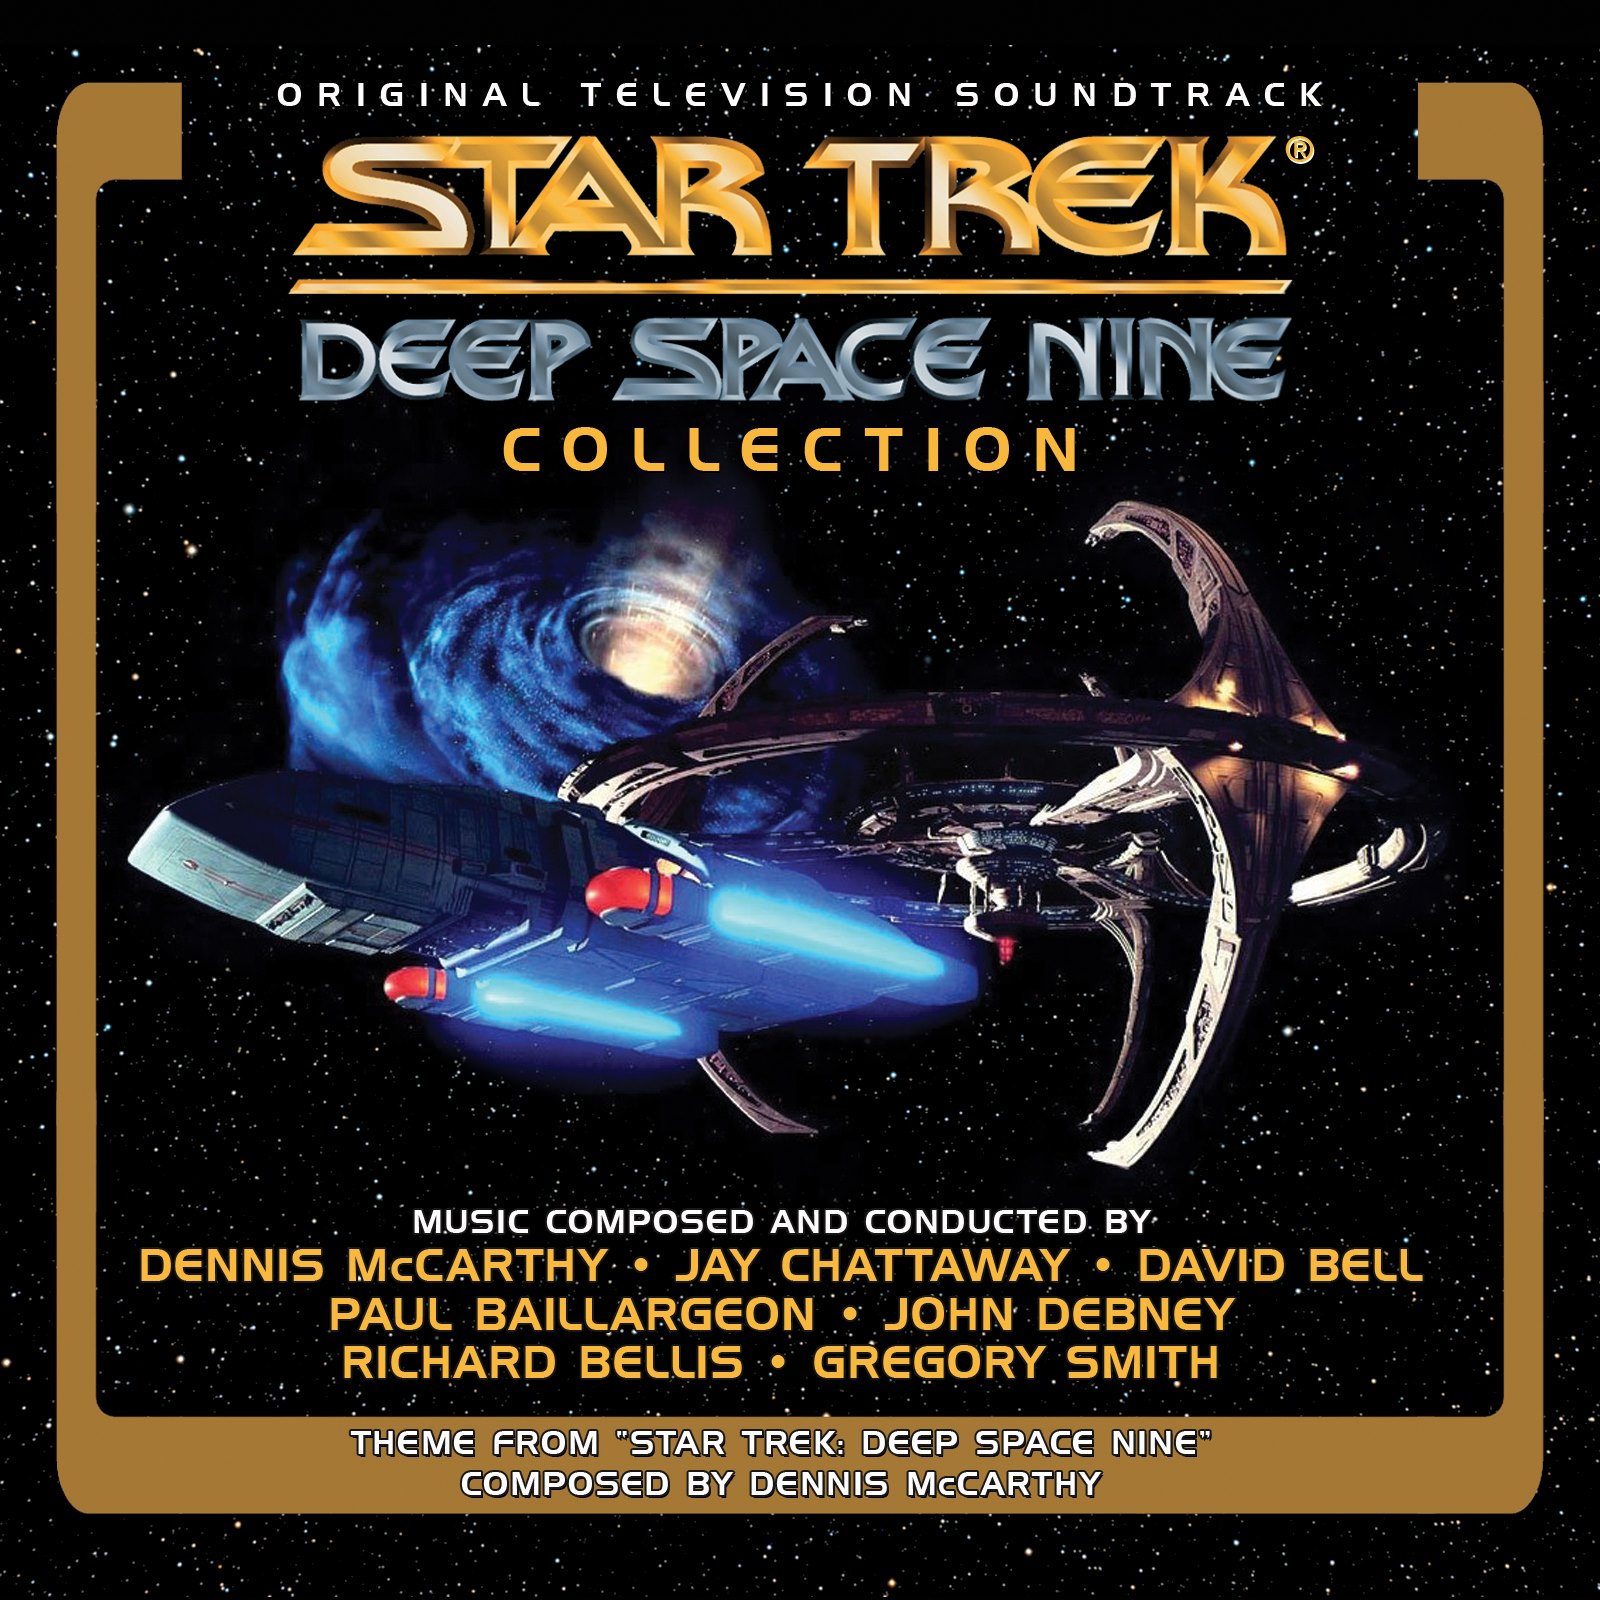 ORIGINAL TELEVISION SOUNDTRACK
STAR TREK®
DEEP SPACE NINE
COLLECTION
MUSIC COMPOSED AND CONDUCTED BY
DENNIS McCARTHY • JAY CHATTAWAY • DAVID BELL
PAUL BAILLARGEON • JOHN DEBNEY
RICHARD BELLIS • GREGORY SMITH
THEME FROM "STAR TREK: DEEP SPACE NINE"
COMPOSED BY DENNIS McCARTHY